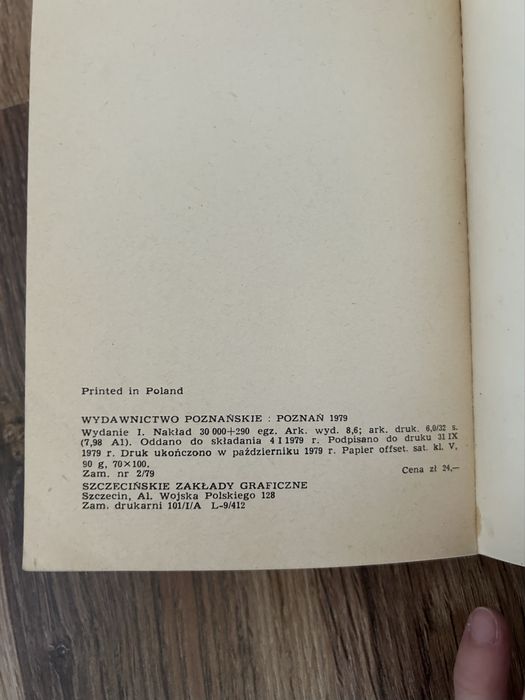 Printed in Poland
WYDAWNICTWO POZNAŃSKIE : POZNAŃ 1979
Wydanie I. Nakład 30 000+290 egz. Ark. wyd. 8,6; ark. druk. 6,0/32 s.
(7,98 A1). Oddano do składania 4 I 1979 r. Podpisano do druku 31 IX
1979 r. Druk ukończono w październiku 1979 r. Papier offset. sat. kl. V,
90 g, 70×100.
Zam. nr 2/79 Cena zł 24,—
SZCZECIŃSKIE ZAKŁADY GRAFICZNE
Szczecin, Al. Wojska Polskiego 128
Zam. drukarni 101/I/A L-9/412